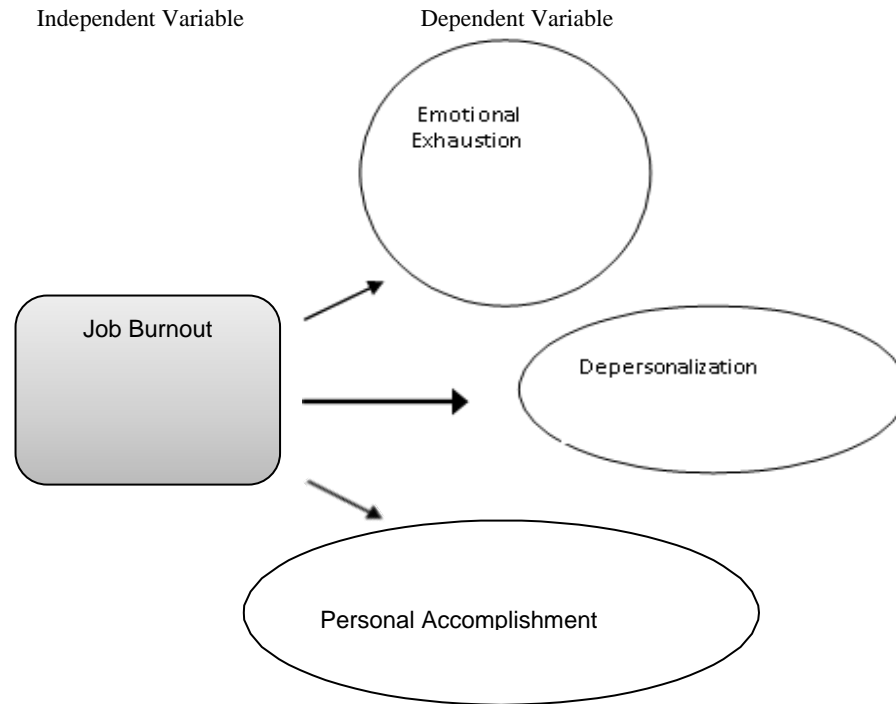 Independent Variable
Dependent Variable
Emotional
Exhaustion
Job Burnout
Depersonalization
Personal Accomplishment